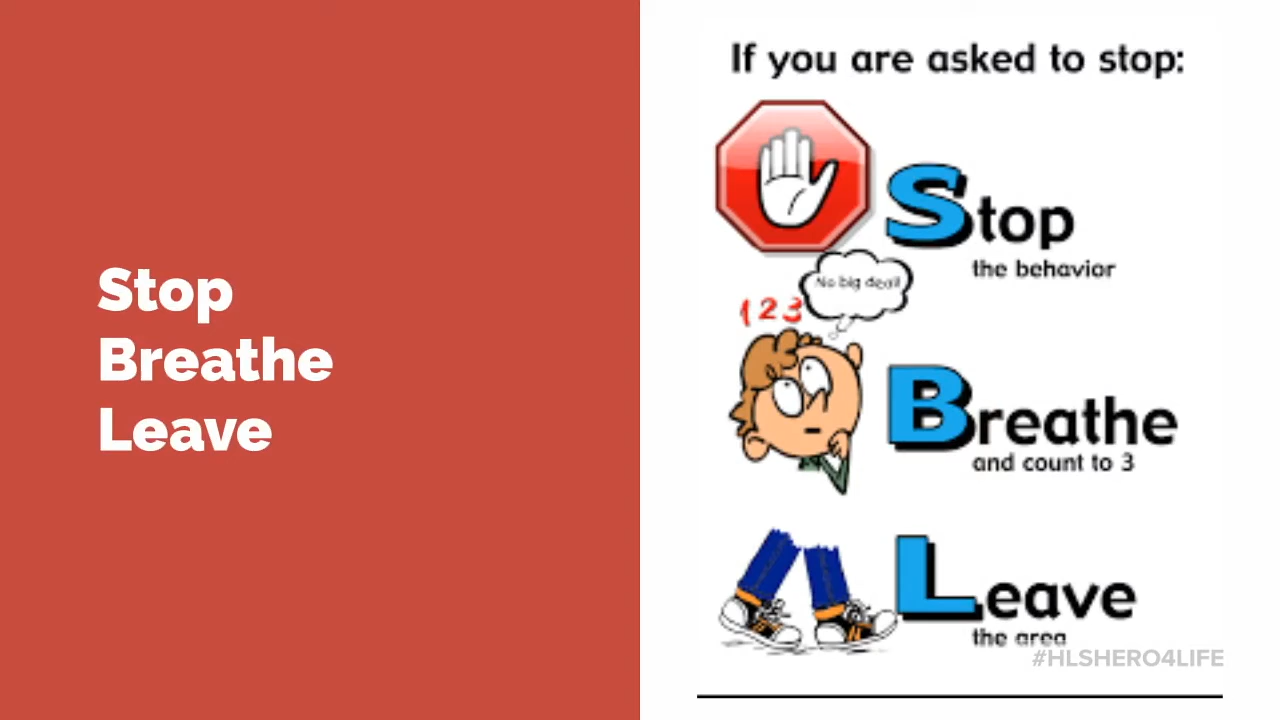 Stop
Breathe
Leave
If you are asked to stop:
Stop
the behavior
No big deal!
1 2 3
Breathe
and count to 3
Leave
the area
#HLSHERO4LIFE